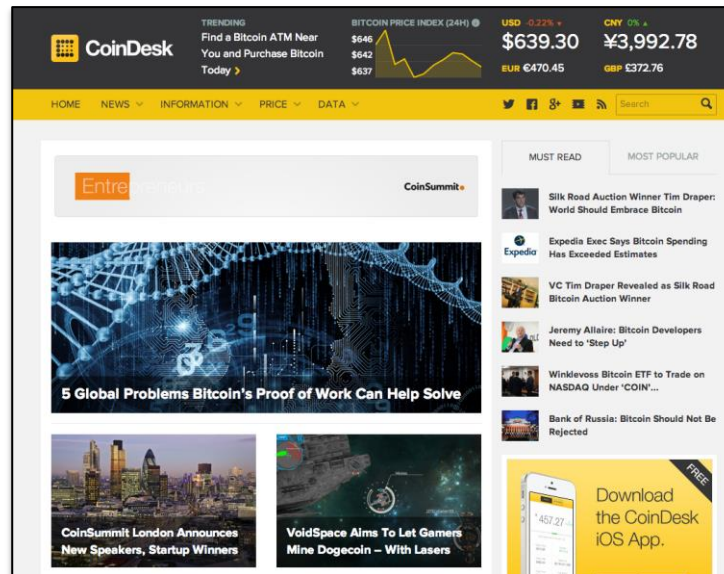 CoinDesk
TRENDING
Find a Bitcoin ATM Near
You and Purchase Bitcoin
Today >
BITCOIN PRICE INDEX (24H)
$646
$642
$637
USD -0.22%
$639.30
EUR €470.45
CNY 0%
¥3,992.78
GBP £372.76
HOME NEWS INFORMATION PRICE DATA
Search
Entrepreneurs
CoinSummit
5 Global Problems Bitcoin's Proof of Work Can Help Solve
CoinSummit London Announces
New Speakers, Startup Winners
VoidSpace Aims To Let Gamers
Mine Dogecoin – With Lasers
MUST READ
MOST POPULAR
Silk Road Auction Winner Tim Draper:
World Should Embrace Bitcoin
Expedia
Expedia Exec Says Bitcoin Spending
Has Exceeded Estimates
VC Tim Draper Revealed as Silk Road
Bitcoin Auction Winner
Jeremy Allaire: Bitcoin Developers
Need to ‘Step Up’
Winklevoss Bitcoin ETF to Trade on
NASDAQ Under ‘COIN’...
Bank of Russia: Bitcoin Should Not Be
Rejected
FREE
457.27
Download
the CoinDesk
iOS App.